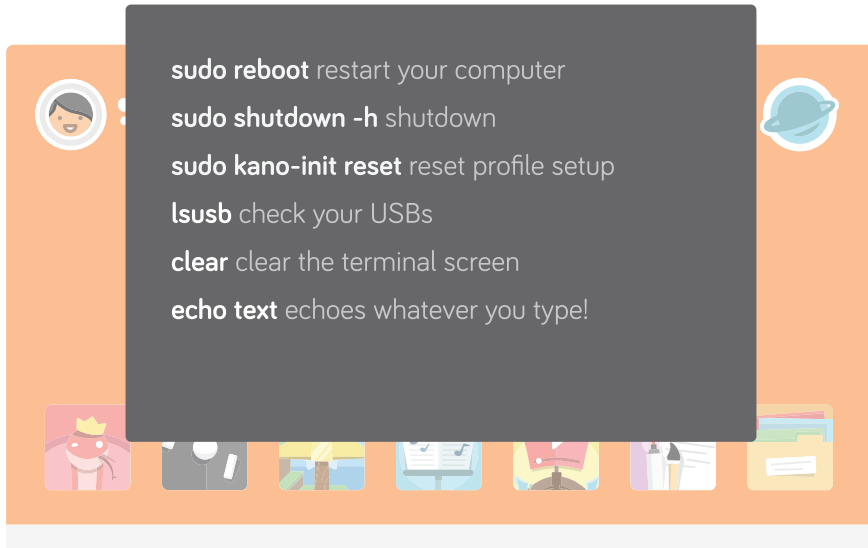 sudo reboot restart your computer
sudo shutdown -h shutdown
sudo kano-init reset reset profile setup
lsusb check your USBs
clear clear the terminal screen
echo text echoes whatever you type!